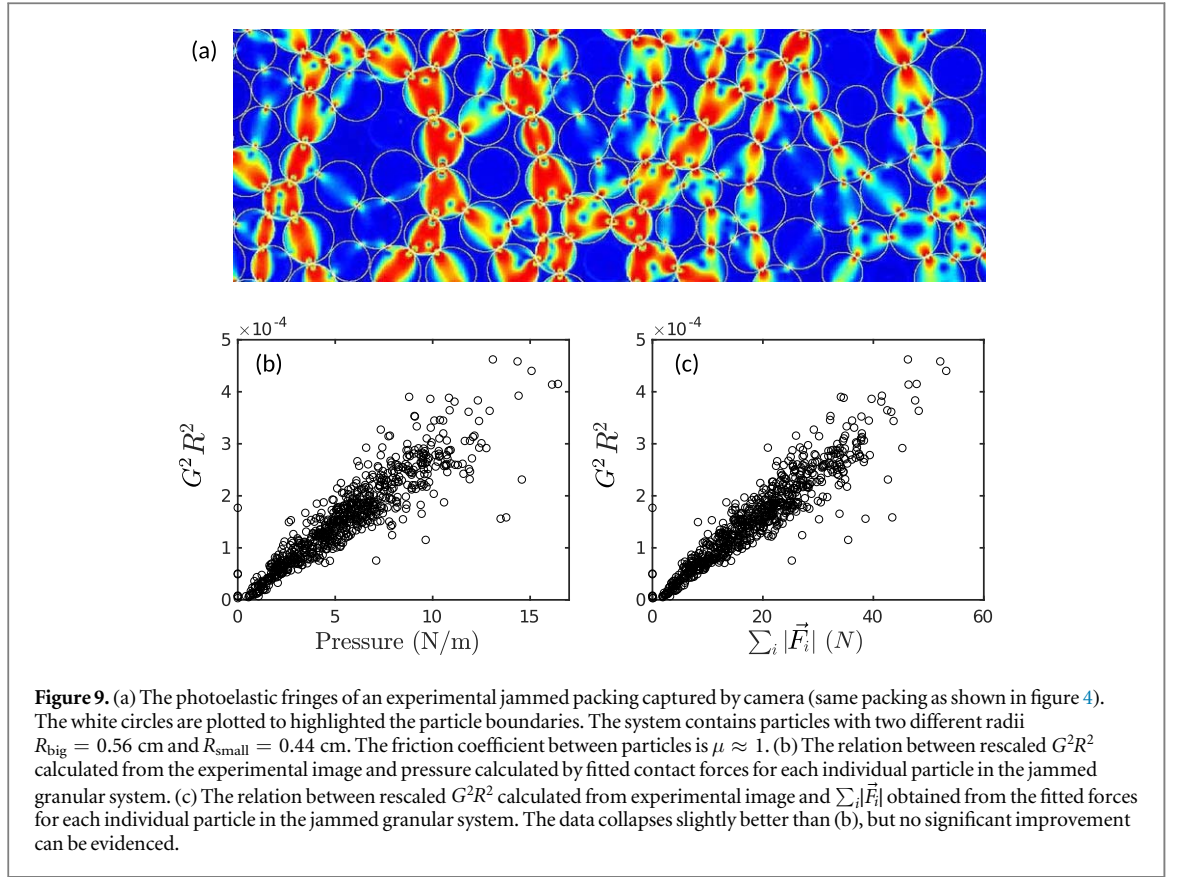 (a)
×10⁻⁴
×10⁻⁴
5
(b)
5
(c)
4
4
3
3
G²R²
G²R²
2
2
1
1
0
0
0 5 10 15
0 20 40 60
Pressure (N/m)
∑ᵢ |F⃗ᵢ| (N)
Figure 9. (a) The photoelastic fringes of an experimental jammed packing captured by camera (same packing as shown in figure 4).
The white circles are plotted to highlighted the particle boundaries. The system contains particles with two different radii
R_big = 0.56 cm and R_small = 0.44 cm. The friction coefficient between particles is μ ≈ 1. (b) The relation between rescaled G²R²
calculated from the experimental image and pressure calculated by fitted contact forces for each individual particle in the jammed
granular system. (c) The relation between rescaled G²R² calculated from experimental image and ∑ᵢ|F⃗ᵢ| obtained from the fitted forces
for each individual particle in the jammed granular system. The data collapses slightly better than (b), but no significant improvement
can be evidenced.